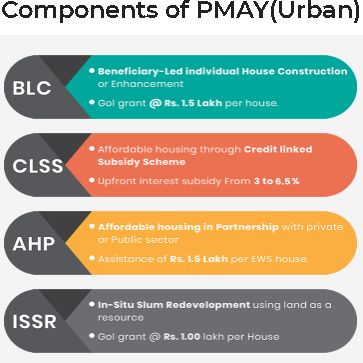 Components of PMAY(Urban)
BLC
• Beneficiary-Led individual House Construction
or Enhancement
• GoI grant @ Rs. 1.5 Lakh per house.
CLSS
• Affordable housing through Credit linked
Subsidy Scheme
• Upfront interest subsidy From 3 to 6.5%
AHP
• Affordable housing in Partnership with private
or Public sector
• Assistance of Rs. 1.5 Lakh per EWS house.
ISSR
• In-Situ Slum Redevelopment using land as a
resource
• GoI grant @ Rs. 1.00 lakh per House